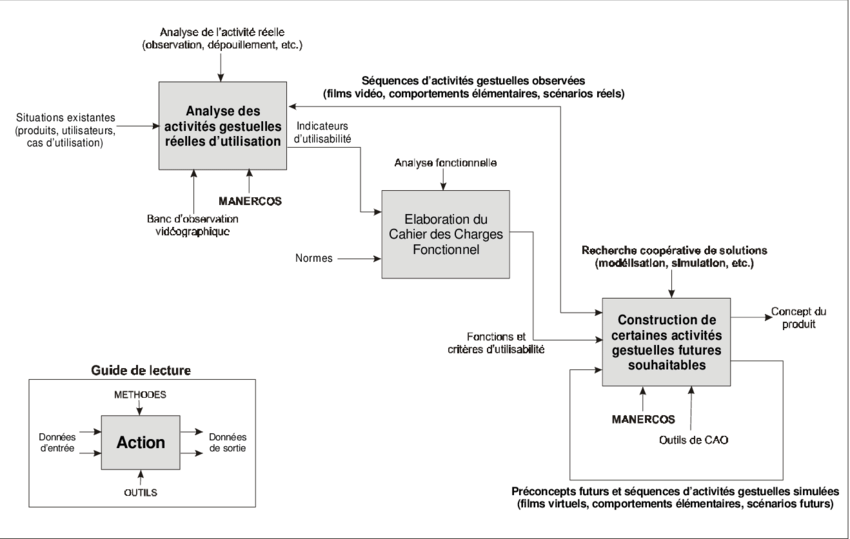 Analyse de l'activité réelle
(observation, dépouillement, etc.)
Séquences d'activités gestuelles observées
(films vidéo, comportements élémentaires, scénarios réels)
Analyse des
activités gestuelles
réelles d'utilisation
Situations existantes
(produits, utilisateurs,
cas d'utilisation)
Indicateurs
d'utilisabilité
MANERCOS
Banc d'observation
vidéographique
Analyse fonctionnelle
Elaboration du
Cahier des Charges
Fonctionnel
Normes
Recherche coopérative de solutions
(modélisation, simulation, etc.)
Construction de
certaines activités
gestuelles futures
souhaitables
Concept du
produit
Fonctions et
critères d'utilisabilité
MANERCOS
Outils de CAO
Préconcepts futurs et séquences d'activités gestuelles simulées
(films virtuels, comportements élémentaires, scénarios futurs)
Guide de lecture
METHODES
Données
d'entrée
Action
Données
de sortie
OUTILS